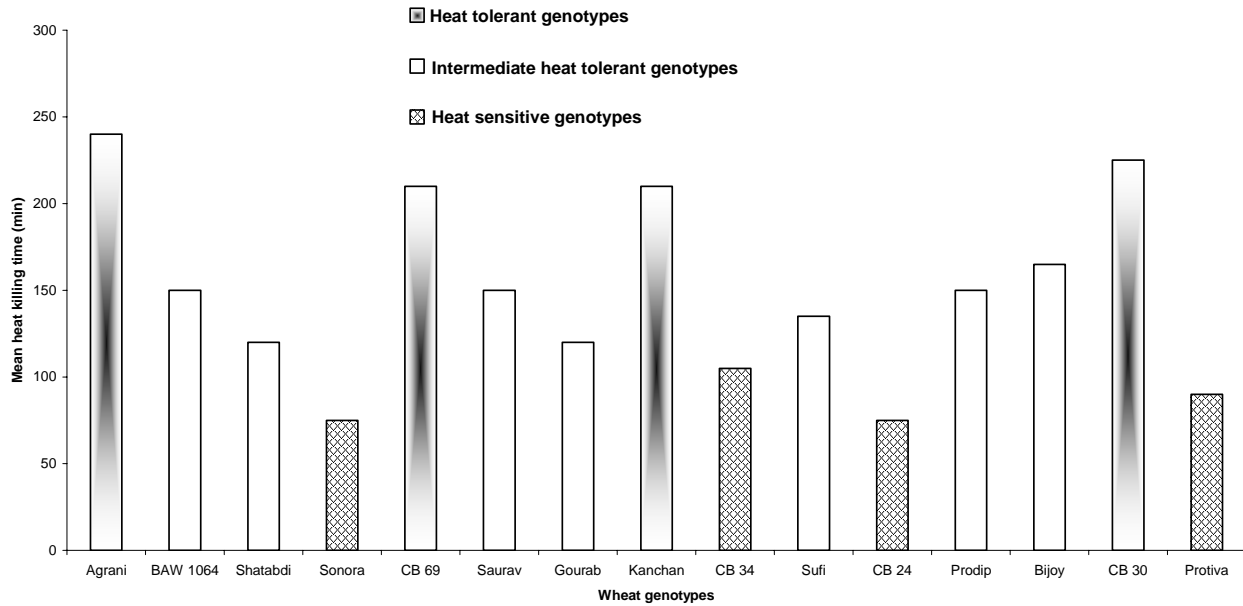 Heat tolerant genotypes
Intermediate heat tolerant genotypes
Heat sensitive genotypes
300
250
200
150
100
50
0
Mean heat killing time (min)
Agrani BAW 1064 Shatabdi Sonora CB 69 Saurav Gourab Kanchan CB 34 Sufi CB 24 Prodip Bijoy CB 30 Protiva
Wheat genotypes